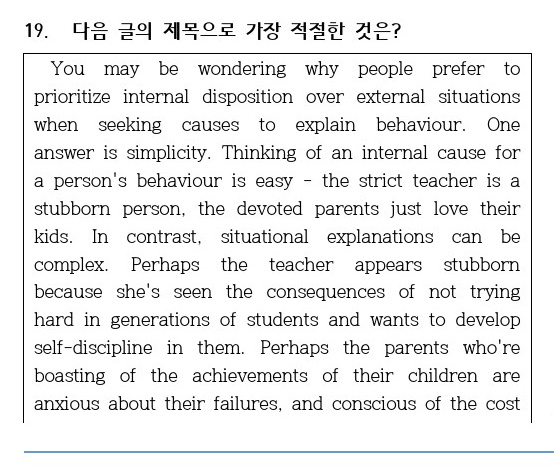 19. 다음 글의 제목으로 가장 적절한 것은?
You may be wondering why people prefer to
prioritize internal disposition over external situations
when seeking causes to explain behaviour. One
answer is simplicity. Thinking of an internal cause for
a person's behaviour is easy – the strict teacher is a
stubborn person, the devoted parents just love their
kids. In contrast, situational explanations can be
complex. Perhaps the teacher appears stubborn
because she's seen the consequences of not trying
hard in generations of students and wants to develop
self-discipline in them. Perhaps the parents who're
boasting of the achievements of their children are
anxious about their failures, and conscious of the cost